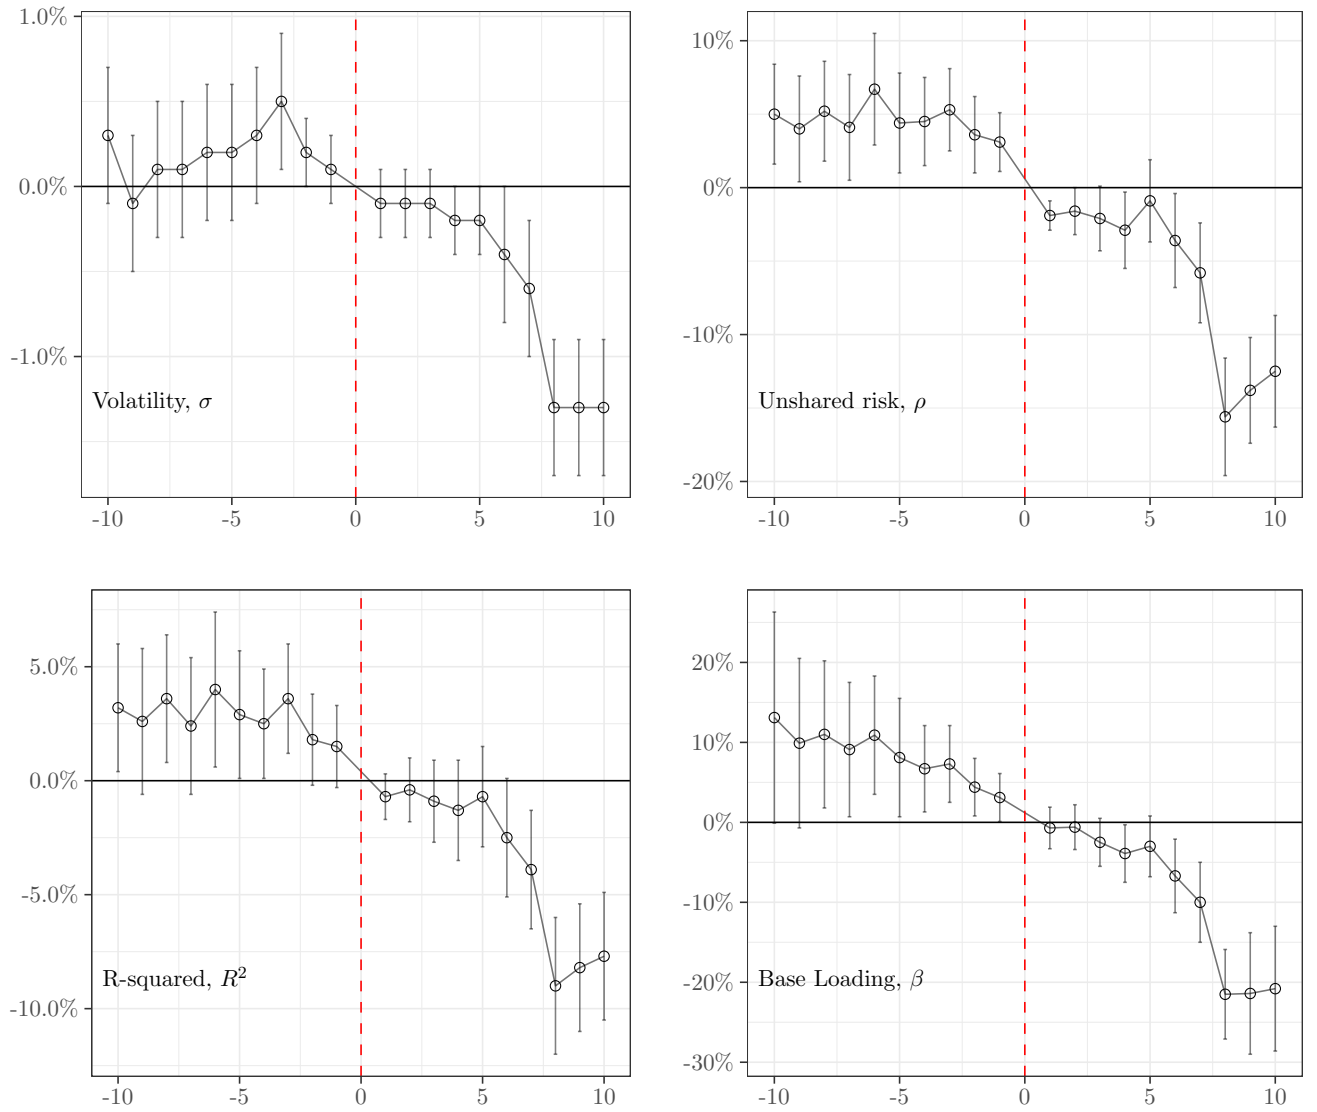 1.0%
0.0%
-1.0%
Volatility, σ
-10 -5 0 5 10
10%
0%
-10%
-20%
Unshared risk, ρ
-10 -5 0 5 10
5.0%
0.0%
-5.0%
-10.0%
R-squared, R²
-10 -5 0 5 10
20%
10%
0%
-10%
-20%
-30%
Base Loading, β
-10 -5 0 5 10